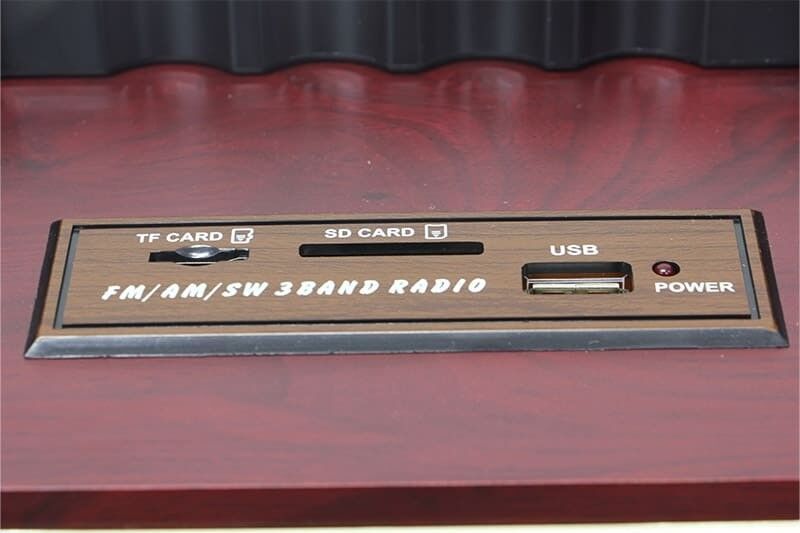 TF CARD
SD CARD
USB
FM/AM/SW 3BAND RADIO
POWER